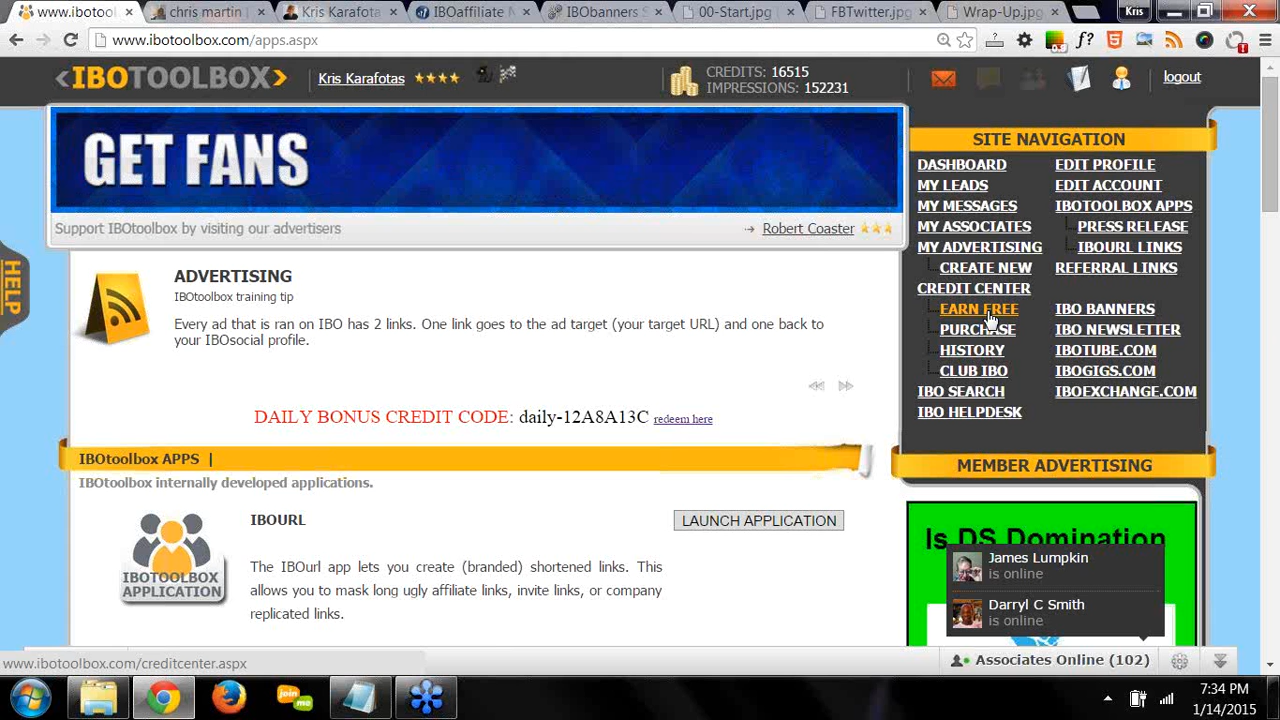 www.ibotoolbo
chris martin
Kris Karafota
IBOaffiliate N
IBObanners S
00-Start.jpg
FBTwitter.jpg
Wrap-Up.jpg
Kris
www.ibotoolbox.com/apps.aspx
<IBOTOOLBOX>
Kris Karafotas
CREDITS: 16515
IMPRESSIONS: 152231
logout
GET FANS
Support IBOtoolbox by visiting our advertisers
Robert Coaster
HELP
ADVERTISING
IBOtoolbox training tip
Every ad that is ran on IBO has 2 links. One link goes to the ad target (your target URL) and one back to
your IBOsocial profile.
DAILY BONUS CREDIT CODE: daily-12A8A13C redeem here
IBOtoolbox APPS |
IBOtoolbox internally developed applications.
IBOTOOLBOX
APPLICATION
IBOURL
LAUNCH APPLICATION
The IBOurl app lets you create (branded) shortened links. This
allows you to mask long ugly affiliate links, invite links, or company
replicated links.
SITE NAVIGATION
DASHBOARD
MY LEADS
MY MESSAGES
MY ASSOCIATES
MY ADVERTISING
CREATE NEW
CREDIT CENTER
EARN FREE
PURCHASE
HISTORY
CLUB IBO
IBO SEARCH
IBO HELPDESK
EDIT PROFILE
EDIT ACCOUNT
IBOTOOLBOX APPS
PRESS RELEASE
IBOURL LINKS
REFERRAL LINKS
IBO BANNERS
IBO NEWSLETTER
IBOTUBE.COM
IBOGIGS.COM
IBOEXCHANGE.COM
MEMBER ADVERTISING
Is DS Domination
James Lumpkin
is online
Darryl C Smith
is online
www.ibotoolbox.com/creditcenter.aspx
Associates Online (102)
join
me
7:34 PM
1/14/2015